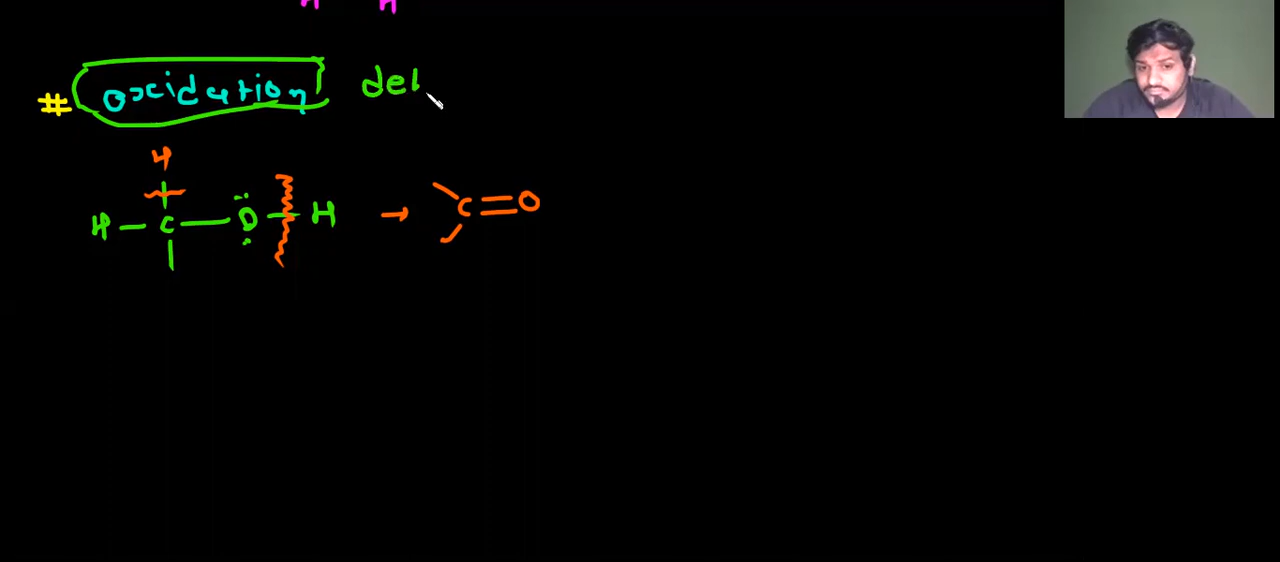 H H
# oxidation del
H
H - C - O - H → C = O